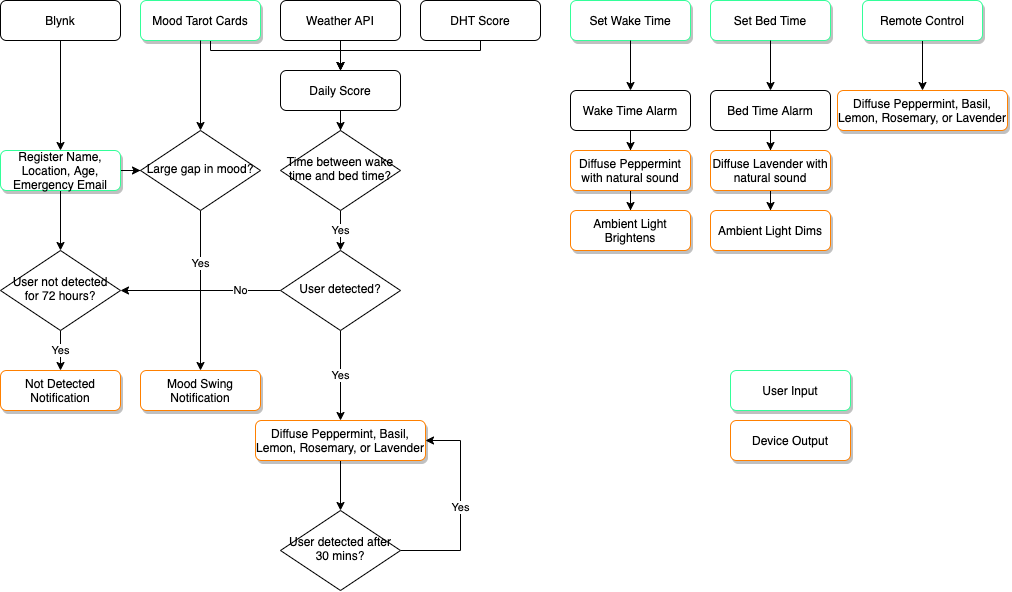 Blynk
Mood Tarot Cards
Weather API
DHT Score
Set Wake Time
Set Bed Time
Remote Control
Daily Score
Wake Time Alarm
Bed Time Alarm
Diffuse Peppermint, Basil,
Lemon, Rosemary, or Lavender
Register Name,
Location, Age,
Emergency Email
Large gap in mood?
Time between wake
time and bed time?
Diffuse Peppermint
with natural sound
Diffuse Lavender with
natural sound
Ambient Light
Brightens
Ambient Light Dims
Yes
Yes
User not detected
for 72 hours?
No
User detected?
Yes
Yes
Not Detected
Notification
Mood Swing
Notification
User Input
Diffuse Peppermint, Basil,
Lemon, Rosemary, or Lavender
Device Output
Yes
User detected after
30 mins?